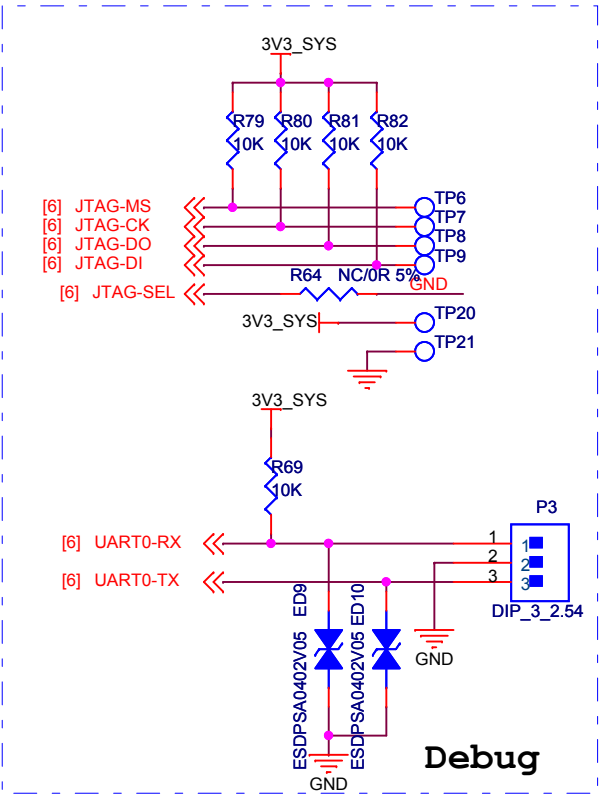 3V3_SYS
R79 R80 R81 R82
10K 10K 10K 10K
[6] JTAG-MS TP6
[6] JTAG-CK TP7
[6] JTAG-DO TP8
[6] JTAG-DI TP9
R64 NC/0R 5%
GND
[6] JTAG-SEL
3V3_SYS TP20
TP21
3V3_SYS
R69
10K
P3
[6] UART0-RX 1 1
2 2
[6] UART0-TX 3 3
DIP_3_2.54
ESDPSA0402V05 ED9
ESDPSA0402V05 ED10
GND
GND
Debug